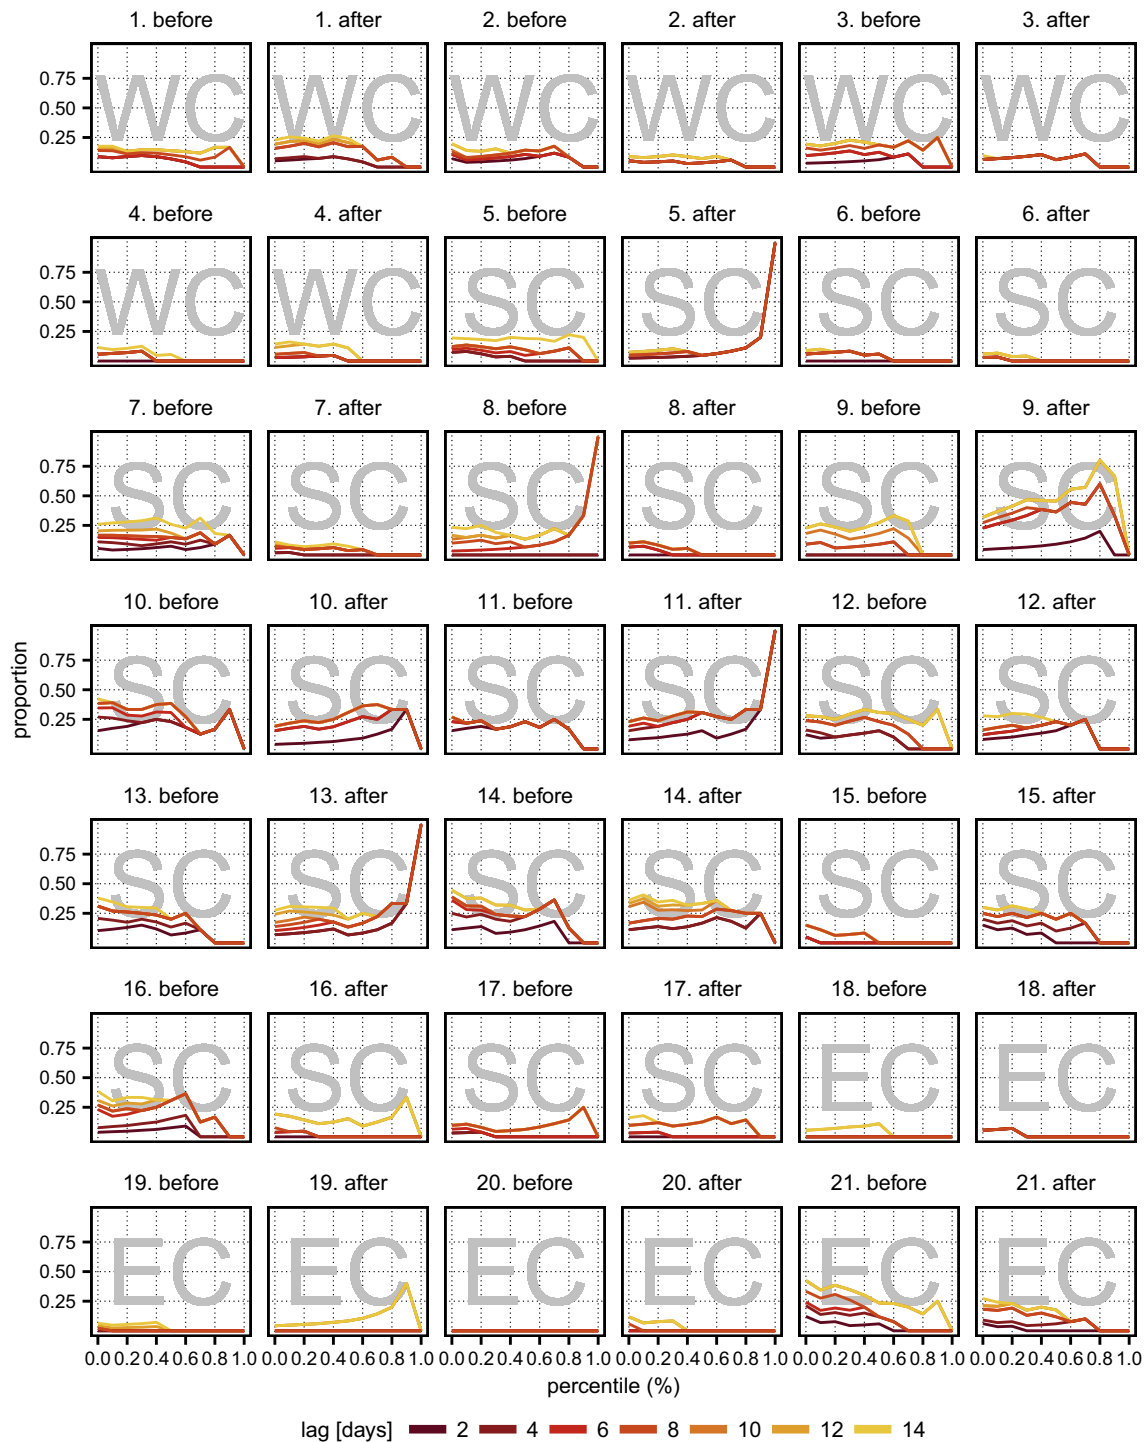 1. before 1. after 2. before 2. after 3. before 3. after
0.75 WC WC WC WC WC WC
0.50
0.25
4. before 4. after 5. before 5. after 6. before 6. after
0.75 WC WC SC SC SC SC
0.50
0.25
7. before 7. after 8. before 8. after 9. before 9. after
0.75 SC SC SC SC SC SC
0.50
0.25
10. before 10. after 11. before 11. after 12. before 12. after
0.75 SC SC SC SC SC SC
0.50
0.25
proportion
13. before 13. after 14. before 14. after 15. before 15. after
0.75 SC SC SC SC SC SC
0.50
0.25
16. before 16. after 17. before 17. after 18. before 18. after
0.75 SC SC SC SC EC EC
0.50
0.25
19. before 19. after 20. before 20. after 21. before 21. after
0.75 EC EC EC EC EC EC
0.50
0.25
0.0 0.2 0.4 0.6 0.8 1.0 0.0 0.2 0.4 0.6 0.8 1.0 0.0 0.2 0.4 0.6 0.8 1.0 0.0 0.2 0.4 0.6 0.8 1.0 0.0 0.2 0.4 0.6 0.8 1.0 0.0 0.2 0.4 0.6 0.8 1.0
percentile (%)
lag [days] 2 4 6 8 10 12 14